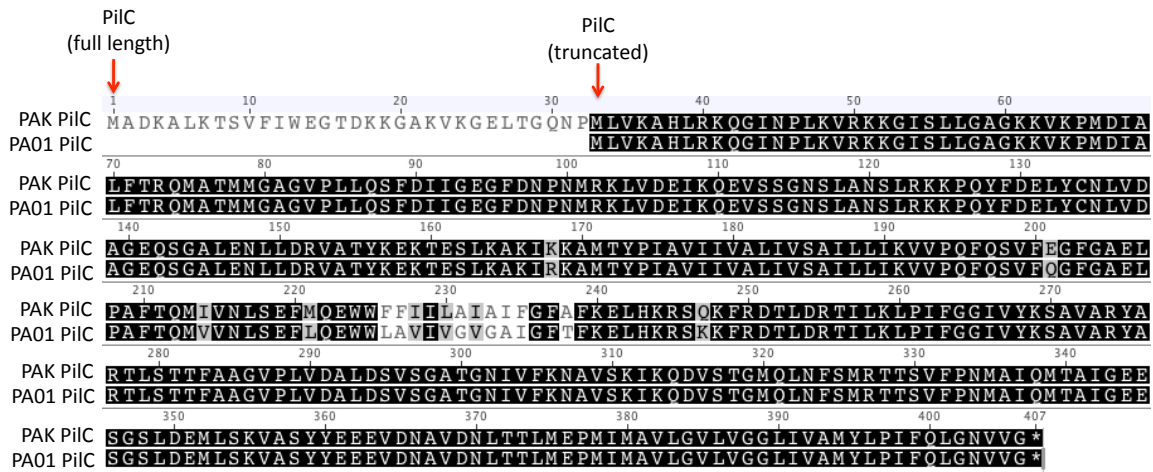 PilC
(full length)
PilC
(truncated)
1 10 20 30 40 50 60
PAK PilC MADKALKTSVFIWEGTDKKGAKVKGELTGQNPMLVKAHLRKQGINPLKVRKKGISLLGAGKKVKPMDIA
PA01 PilC MLVKAHLRKQGINPLKVRKKGISLLGAGKKVKPMDIA
70 80 90 100 110 120 130
PAK PilC LFTRQMATMMGAGVPLLQSFDIIGEGFDNPNMRKLVDEIKQEVSSGNSLANSLRKKPQYFDELYCNLVD
PA01 PilC LFTRQMATMMGAGVPLLQSFDIIGEGFDNPNMRKLVDEIKQEVSSGNSLANSLRKKPQYFDELYCNLVD
140 150 160 170 180 190 200
PAK PilC AGEQSGALENLLDRVATYKEKTESLKAKIKKAMTYPIAVIIVALIVSAILLIKVVPQFQSVFEGFGAEL
PA01 PilC AGEQSGALENLLDRVATYKEKTESLKAKIRKAMTYPIAVIIVALIVSAILLIKVVPQFQSVFQGFGAEL
210 220 230 240 250 260 270
PAK PilC PAFTQMIVNLSEFMQEWWFFIILAIAIFGFAFKELHKRSQKFRDTLDRTILKLPIFGGIVYKSAVARYA
PA01 PilC PAFTQMVVNLSEFLQEWWLAVIVGVGAIGFTFKELHKRSKKFRDTLDRTILKLPIFGGIVYKSAVARYA
280 290 300 310 320 330 340
PAK PilC RTLSTTFAAGVPLVDALDSVSGATGNIVFKNAVSKIKQDVSTGMQLNFSMRTTSVFPNMAIQMTAIGEE
PA01 PilC RTLSTTFAAGVPLVDALDSVSGATGNIVFKNAVSKIKQDVSTGMQLNFSMRTTSVFPNMAIQMTAIGEE
350 360 370 380 390 400 407
PAK PilC SGSLDEMLSKVASYYEEEVDNAVDNLTTLMEPMIMAVLGVLVGGLIVAMYLPIFQLGNVVG*
PA01 PilC SGSLDEMLSKVASYYEEEVDNAVDNLTTLMEPMIMAVLGVLVGGLIVAMYLPIFQLGNVVG*